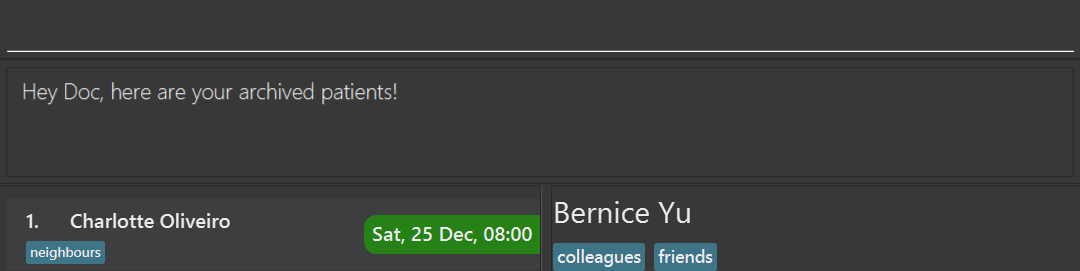 Hey Doc, here are your archived patients!
1. Charlotte Oliveiro
Sat, 25 Dec, 08:00
neighbours
Bernice Yu
colleagues friends